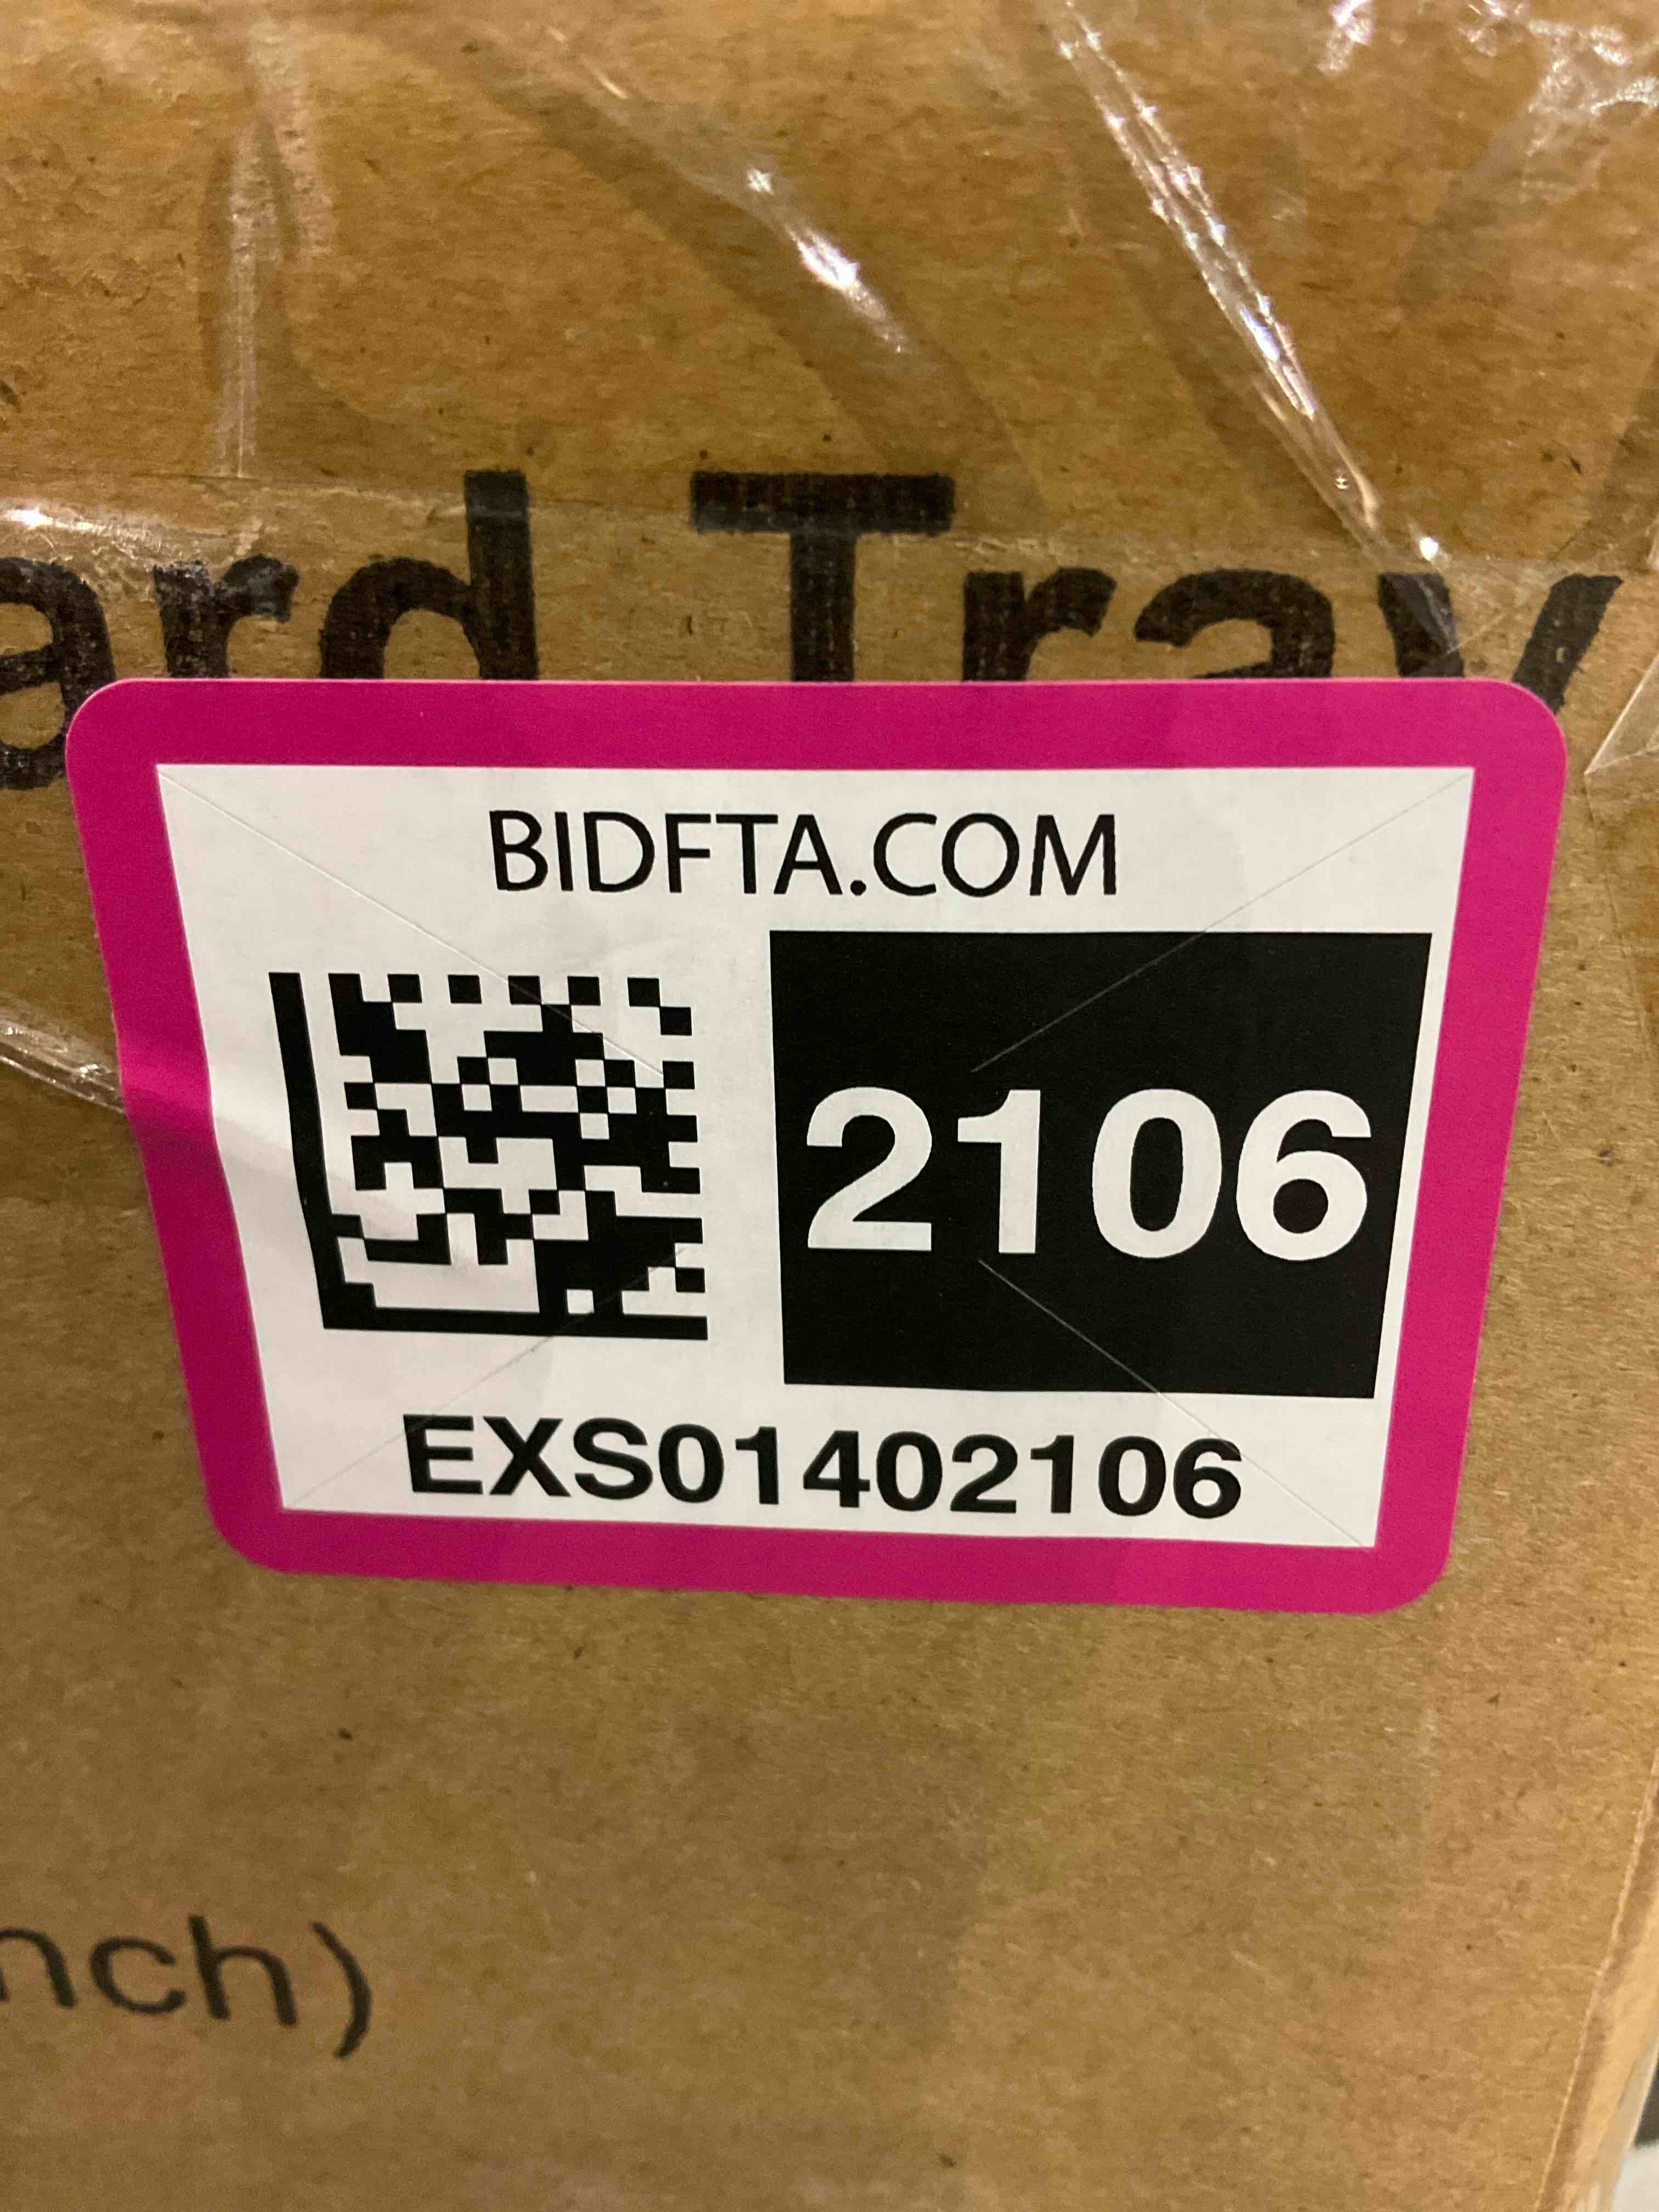 ard Tray
BIDFTA.COM
2106
EXS01402106
nch)